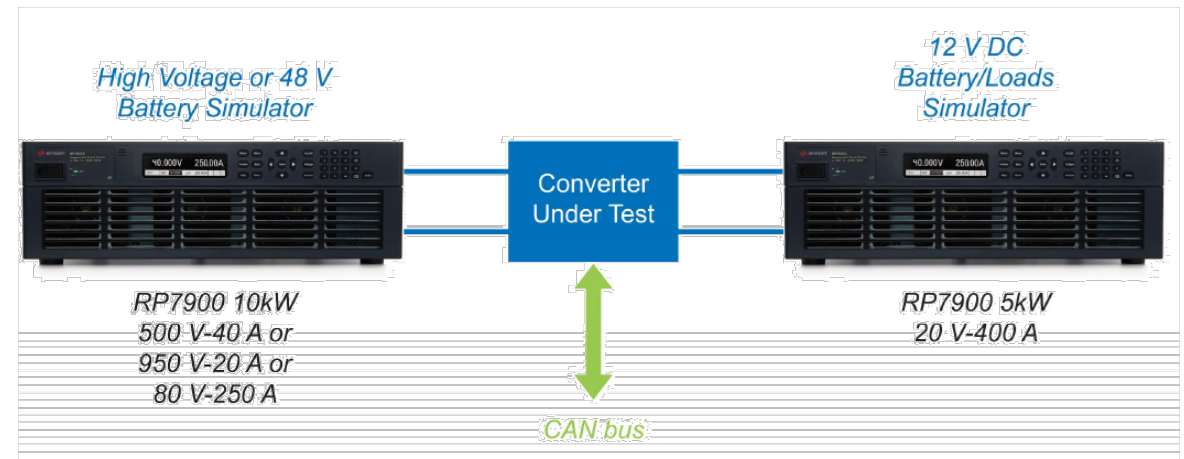 High Voltage or 48 V
Battery Simulator
12 V DC
Battery/Loads
Simulator
40.000V 250.00A
40.000V 250.00A
Converter
Under Test
RP7900 10kW
500 V-40 A or
950 V-20 A or
80 V-250 A
RP7900 5kW
20 V-400 A
CAN bus